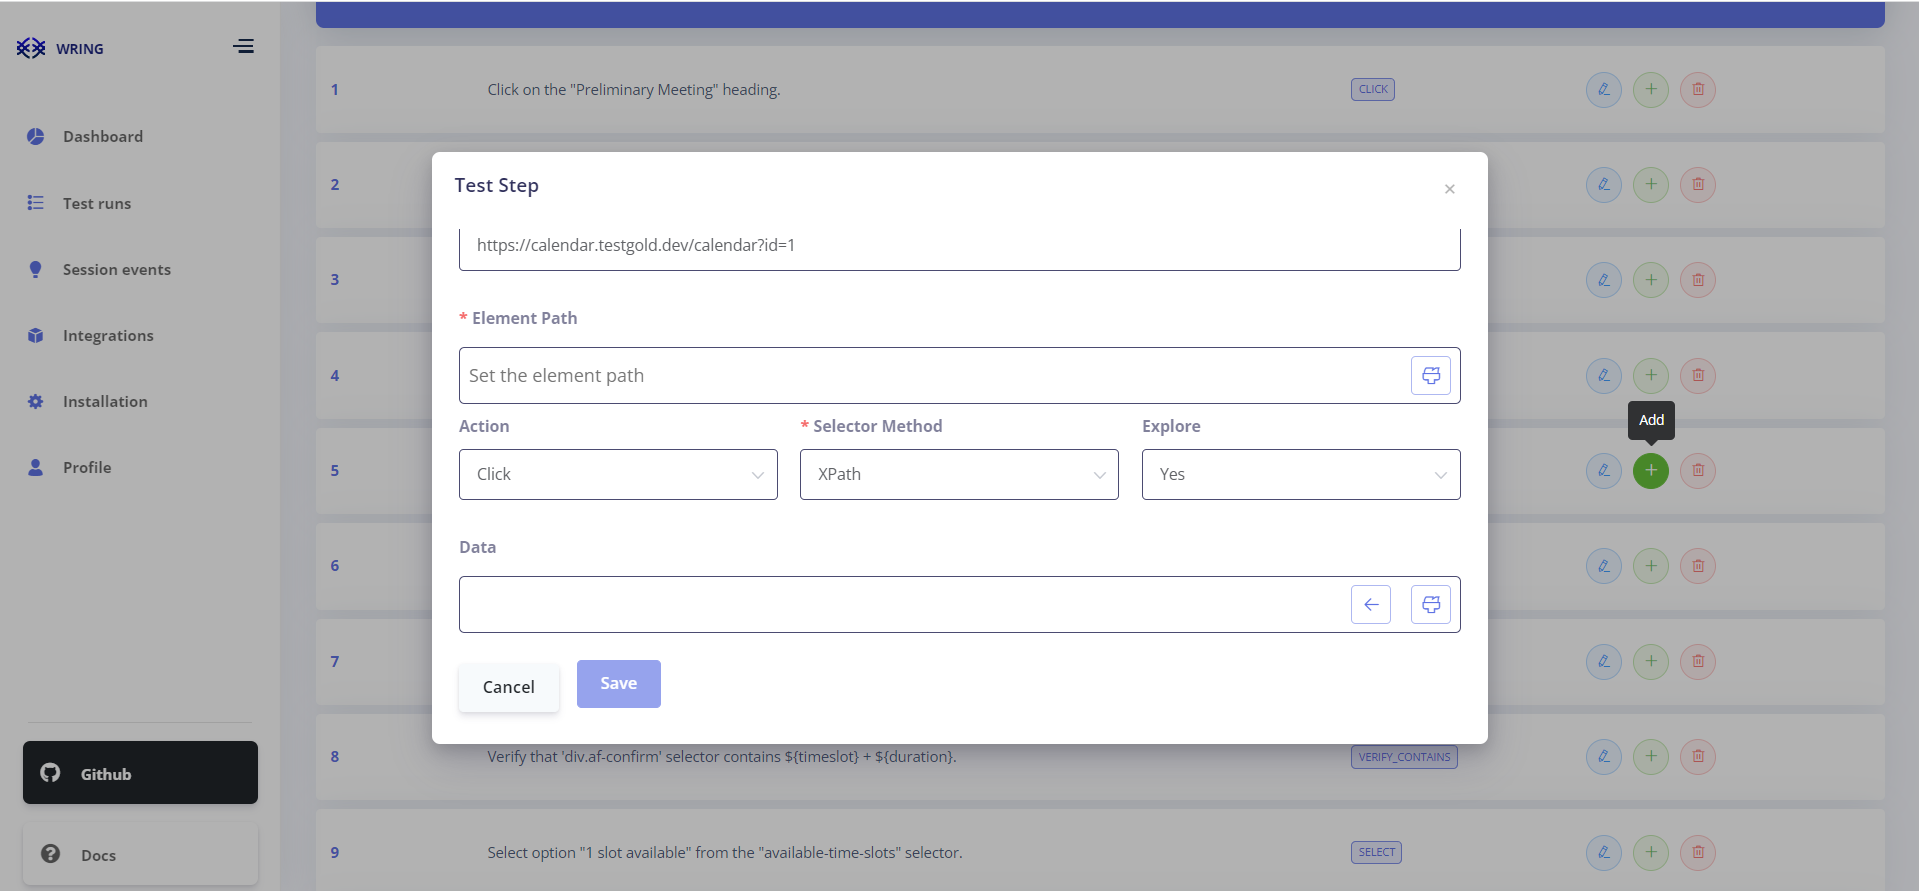 WRING
Dashboard
Test runs
Session events
Integrations
Installation
Profile
Github
Docs
1 Click on the "Preliminary Meeting" heading. CLICK
2
3
4
5
6
7
8 Verify that 'div.af-confirm' selector contains ${timeslot} + ${duration}. VERIFY_CONTAINS
9 Select option "1 slot available" from the "available-time-slots" selector. SELECT
Add
Test Step
×
https://calendar.testgold.dev/calendar?id=1
* Element Path
Set the element path
Action * Selector Method Explore
Click XPath Yes
Data
Cancel Save